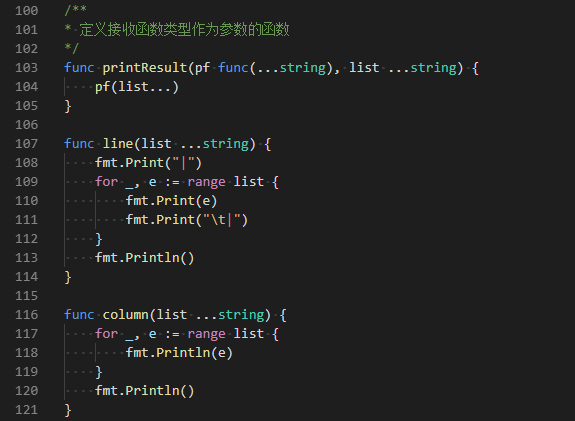 100 /**
101 * 定义接收函数类型作为参数的函数
102 */
103 func printResult(pf func(...string), list ...string) {
104     pf(list...)
105 }
106
107 func line(list ...string) {
108     fmt.Print("|")
109     for _, e := range list {
110         fmt.Print(e)
111         fmt.Print("\t|")
112     }
113     fmt.Println()
114 }
115
116 func column(list ...string) {
117     for _, e := range list {
118         fmt.Println(e)
119     }
120     fmt.Println()
121 }